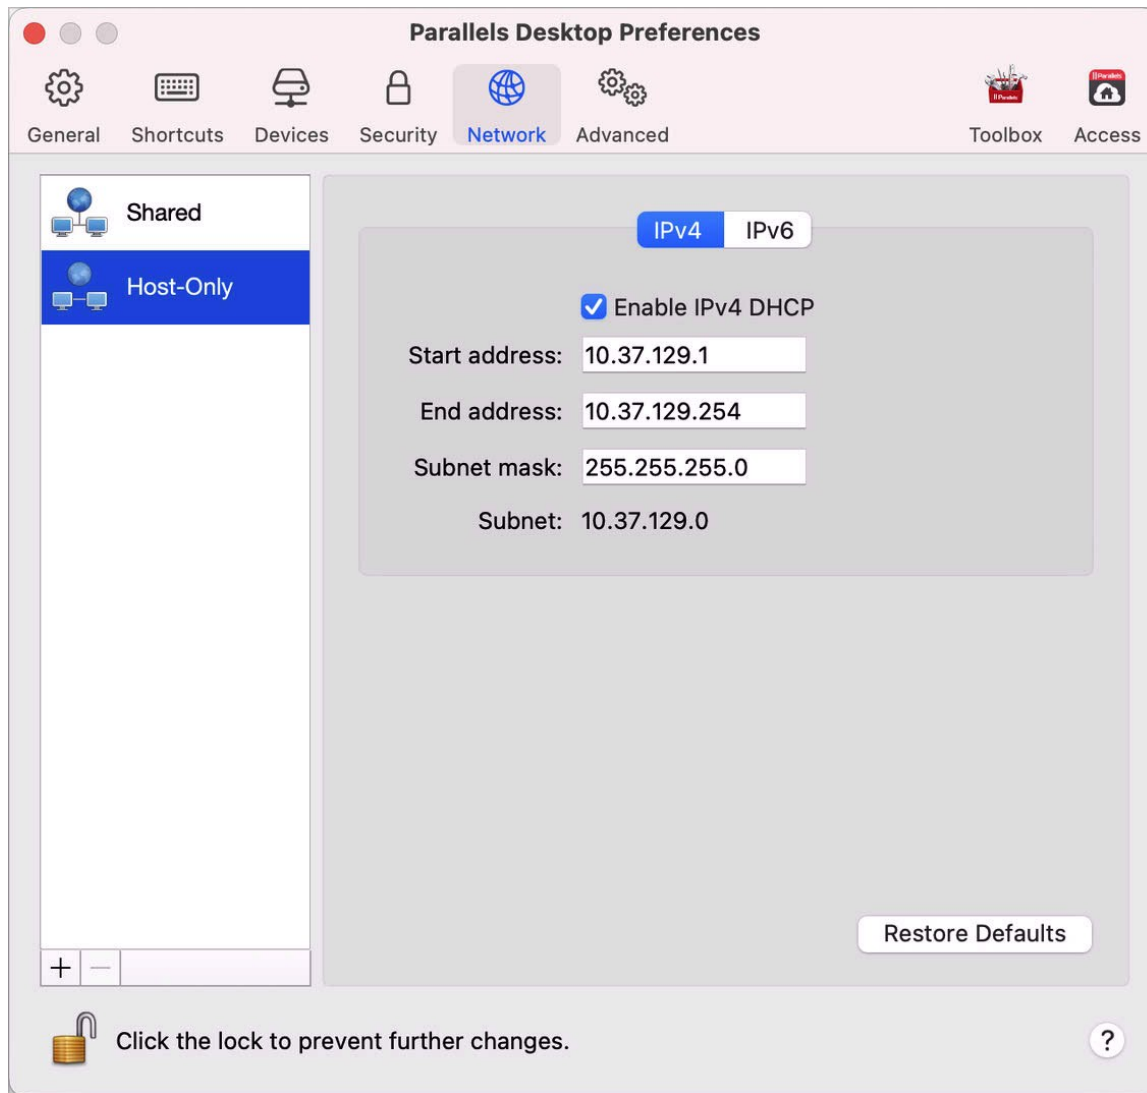 Parallels Desktop Preferences
General Shortcuts Devices Security Network Advanced Toolbox Access
Shared
Host-Only
IPv4 IPv6
Enable IPv4 DHCP
Start address: 10.37.129.1
End address: 10.37.129.254
Subnet mask: 255.255.255.0
Subnet: 10.37.129.0
Restore Defaults
Click the lock to prevent further changes.
?